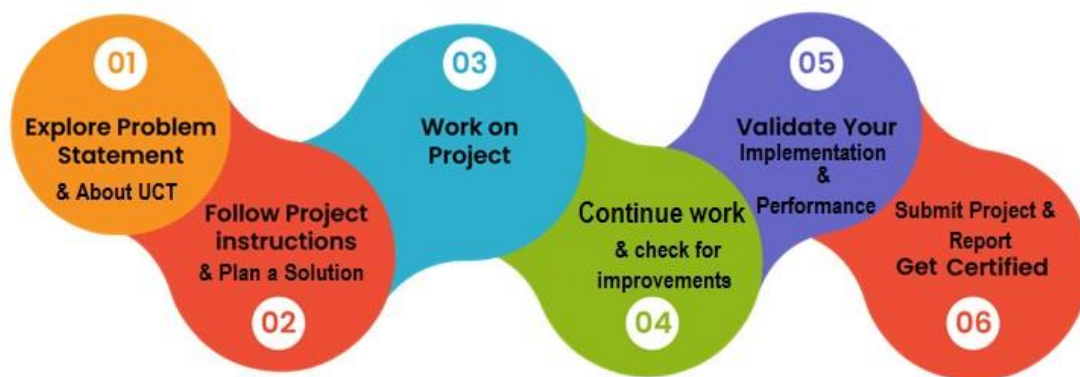 01
Explore Problem
Statement
& About UCT
Follow Project
instructions
& Plan a Solution
02
03
Work on
Project
Continue work
& check for
improvements
04
05
Validate Your
Implementation
&
Performance
Submit Project &
Report
Get Certified
06